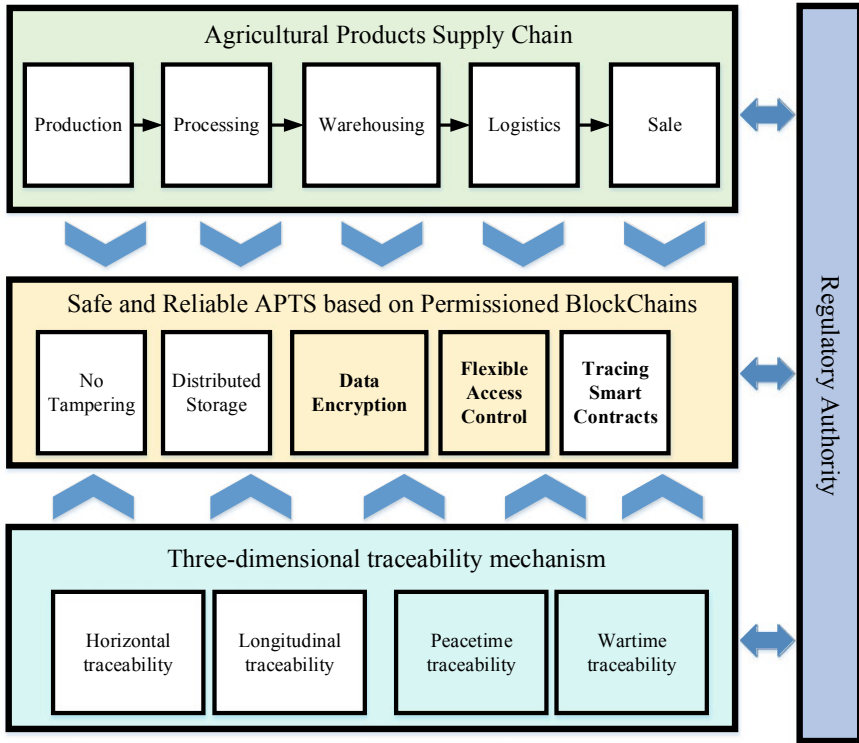 Agricultural Products Supply Chain
Production
Processing
Warehousing
Logistics
Sale
Safe and Reliable APTS based on Permissioned BlockChains
No
Tampering
Distributed
Storage
Data
Encryption
Flexible
Access
Control
Tracing
Smart
Contracts
Three-dimensional traceability mechanism
Horizontal
traceability
Longitudinal
traceability
Peacetime
traceability
Wartime
traceability
Regulatory Authority